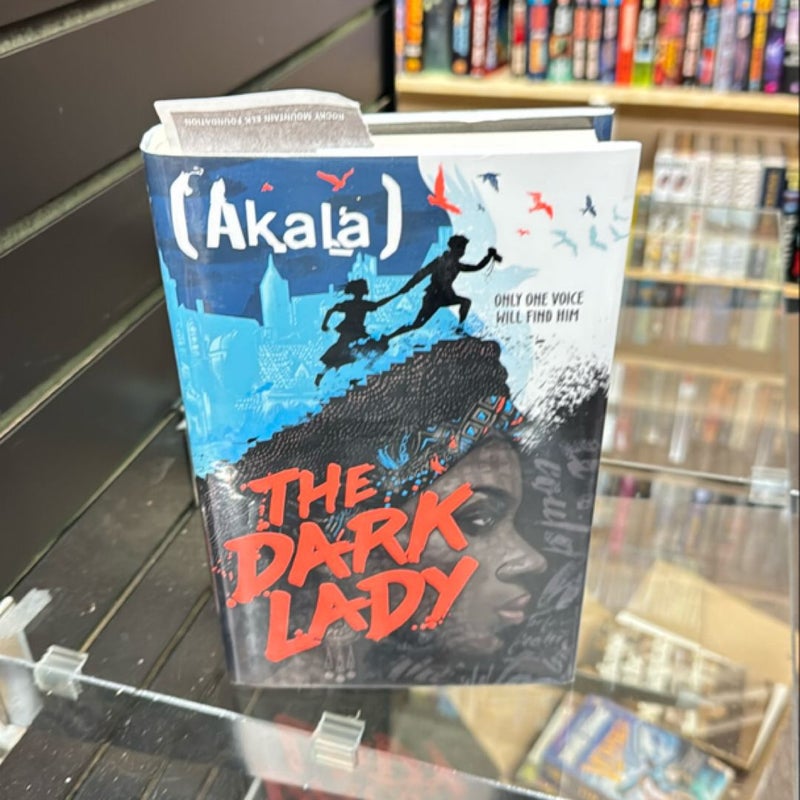 ROCKY MOUNTAIN ELK FOUNDATION
(Akala)
ONLY ONE VOICE
WILL FIND HIM
THE
DARK
LADY